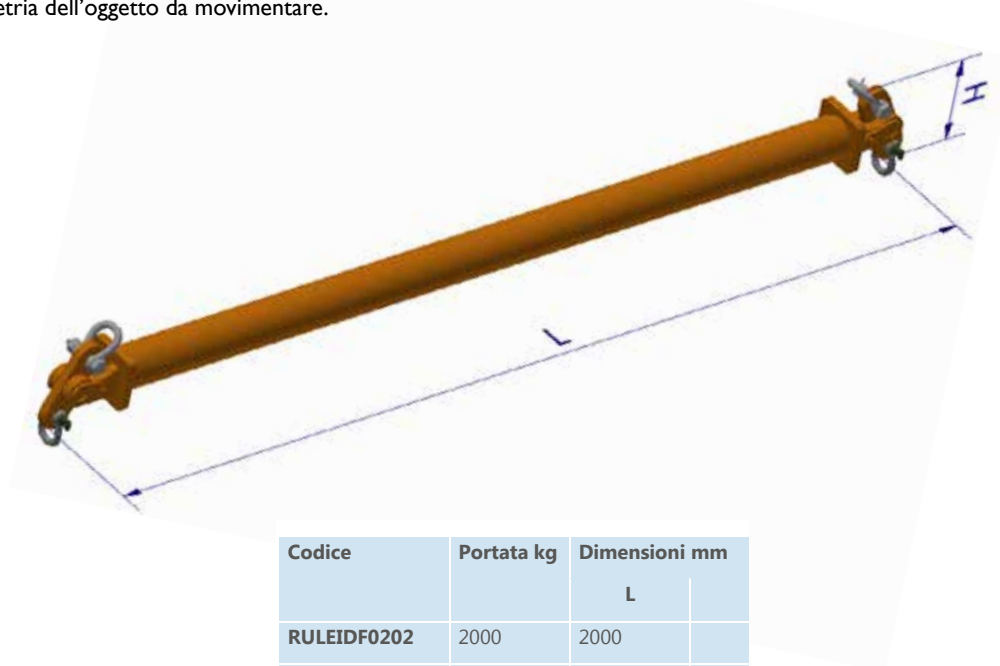 etria dell'oggetto da movimentare.
H
L
Codice Portata kg Dimensioni mm
L
RULEIDF0202 2000 2000